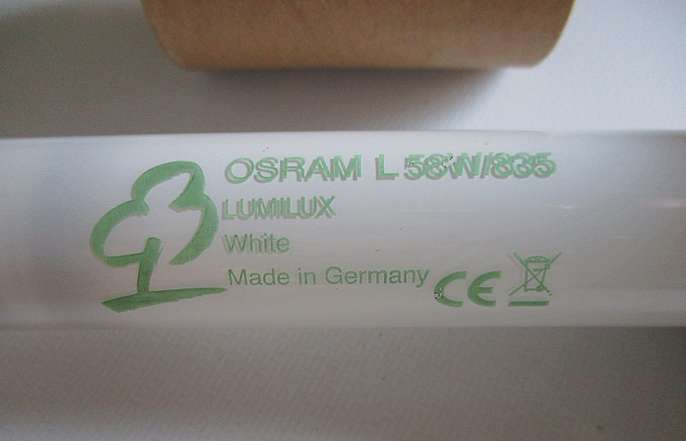 OSRAM L 58W/835
LUMILUX
White
Made in Germany CE